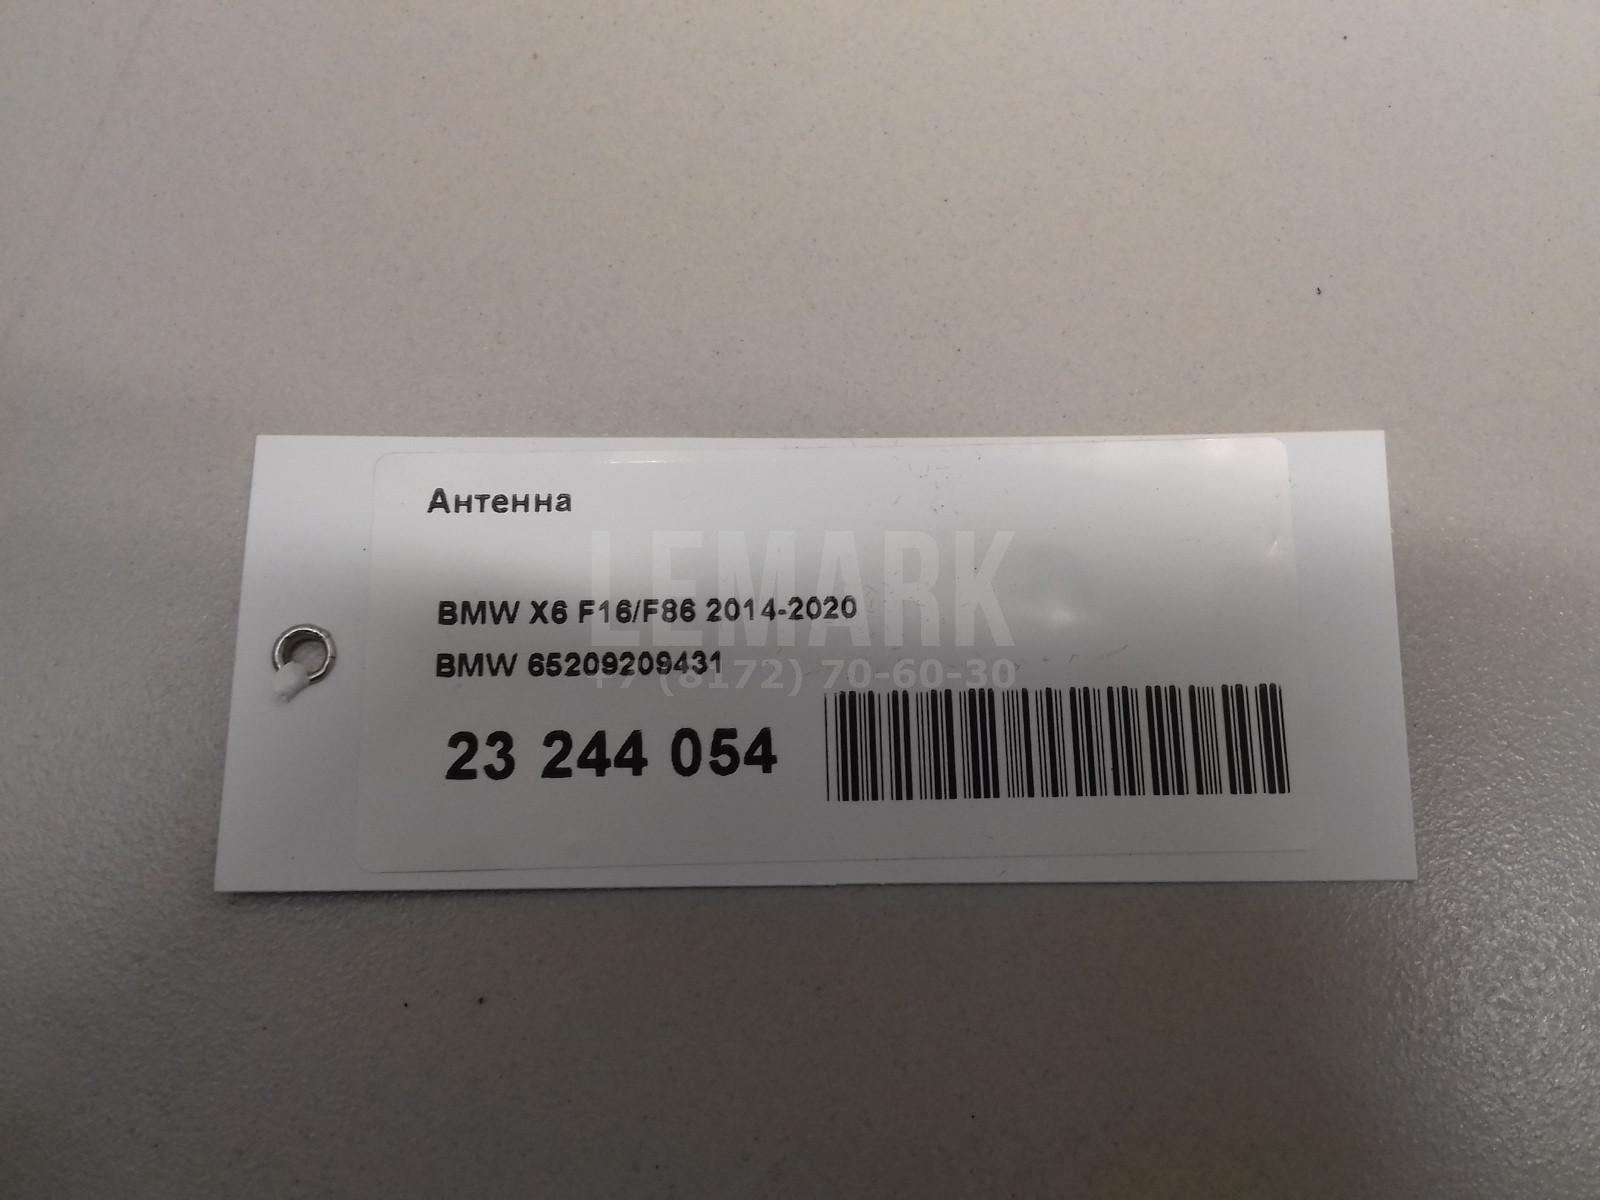 Антенна
LEMARK
BMW X6 F16/F86 2014-2020
BMW 65209209431
+7 (8172) 70-60-30
23 244 054